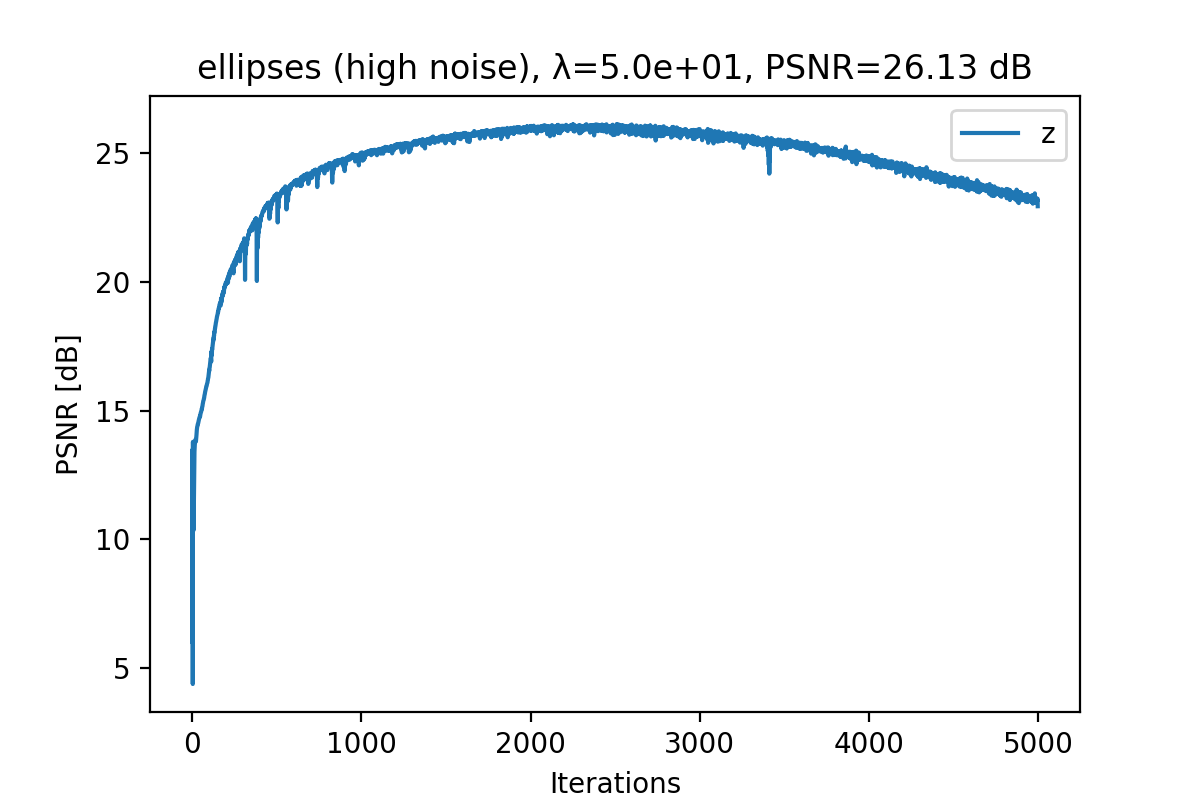 ellipses (high noise), λ=5.0e+01, PSNR=26.13 dB
z
PSNR [dB]
25
20
15
10
5
0 1000 2000 3000 4000 5000
Iterations